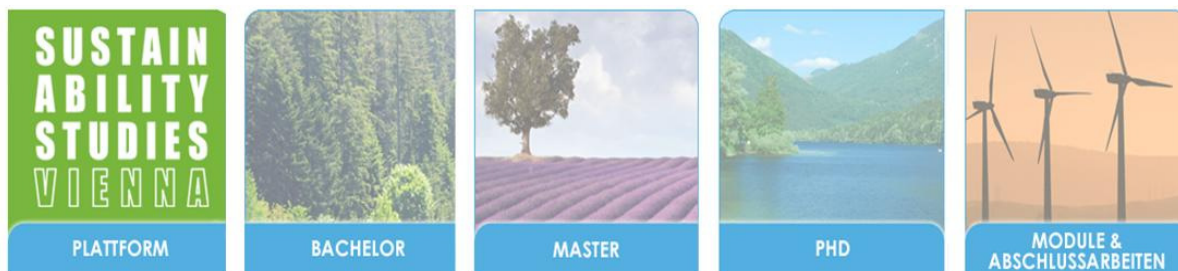 SUSTAIN
ABILITY
STUDIES
VIENNA
PLATTFORM
BACHELOR
MASTER
PHD
MODULE &
ABSCHLUSSARBEITEN